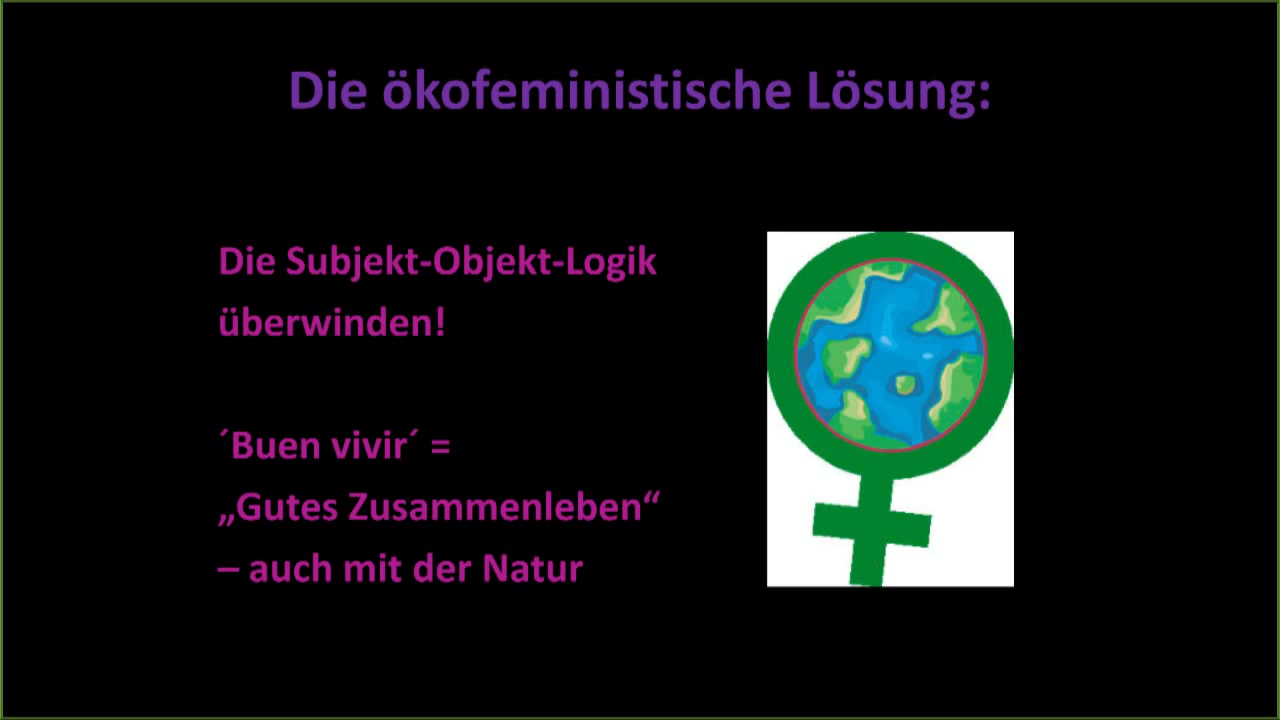 Die ökofeministische Lösung:
Die Subjekt-Objekt-Logik
überwinden!
´Buen vivir´ =
„Gutes Zusammenleben“
– auch mit der Natur